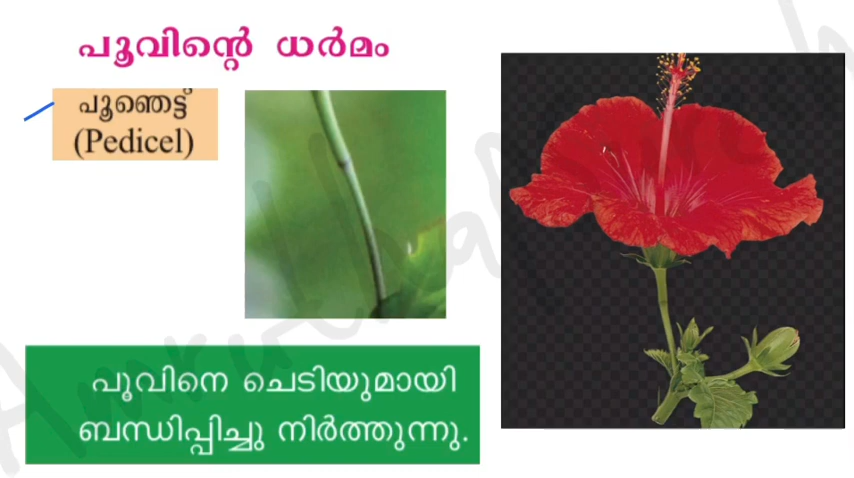 പൂവിന്റെ ധർമം
പൂഞെട്ട്
(Pedicel)
പൂവിനെ ചെടിയുമായി
ബന്ധിപ്പിച്ചു നിർത്തുന്നു.